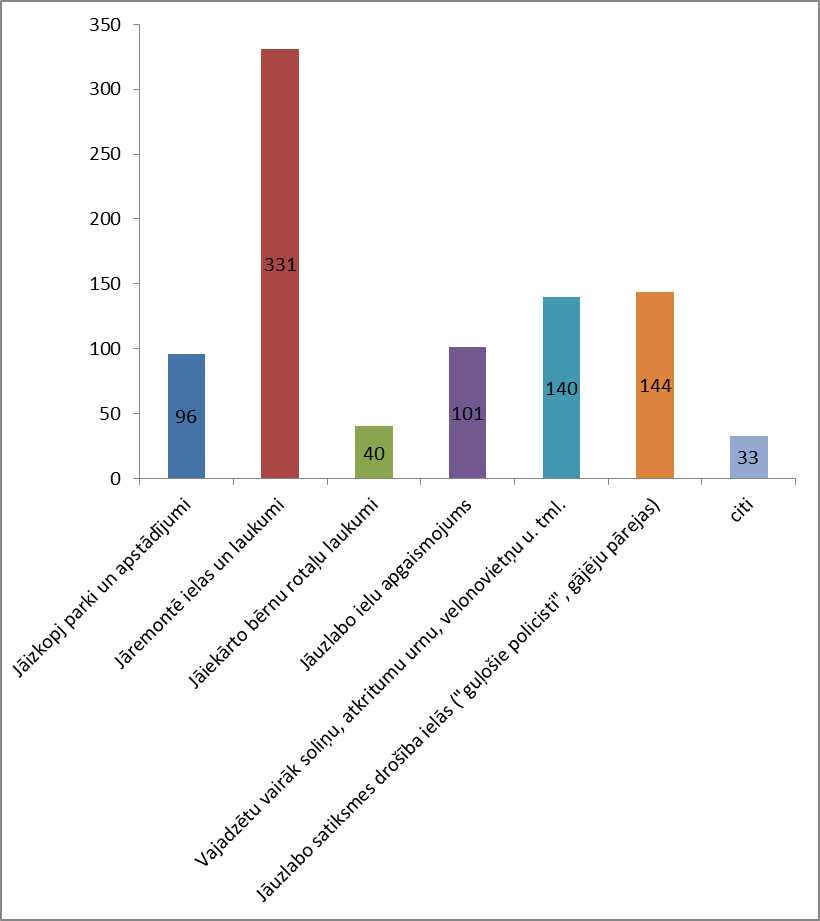 350
300
250
200
150
100
50
0
96
331
40
101
140
144
33
Jāizkopj parki un apstādījumi
Jāremontē ielas un laukumi
Jāiekārto bērnu rotaļu laukumi
Jāuzlabo ielu apgaismojums
Vajadzētu vairāk soliņu, atkritumu urnu, velonovietņu u. tml.
Jāuzlabo satiksmes drošība ielās ("guļošie policisti" , gājēju pārejas)
citi